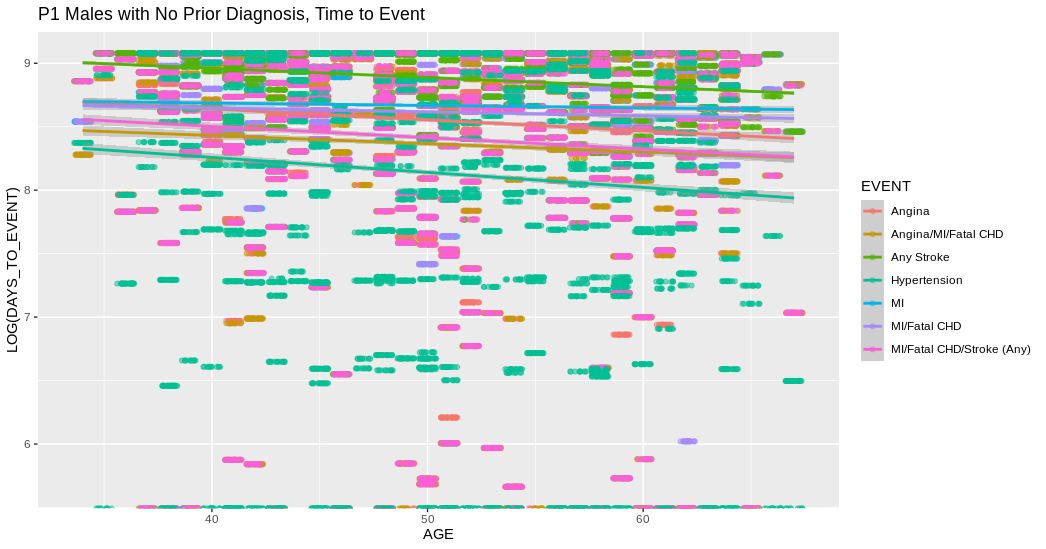 P1 Males with No Prior Diagnosis, Time to Event
LOG(DAYS_TO_EVENT)
9
8
7
6
40
50
60
AGE
EVENT
Angina
Angina/MI/Fatal CHD
Any Stroke
Hypertension
MI
MI/Fatal CHD
MI/Fatal CHD/Stroke (Any)